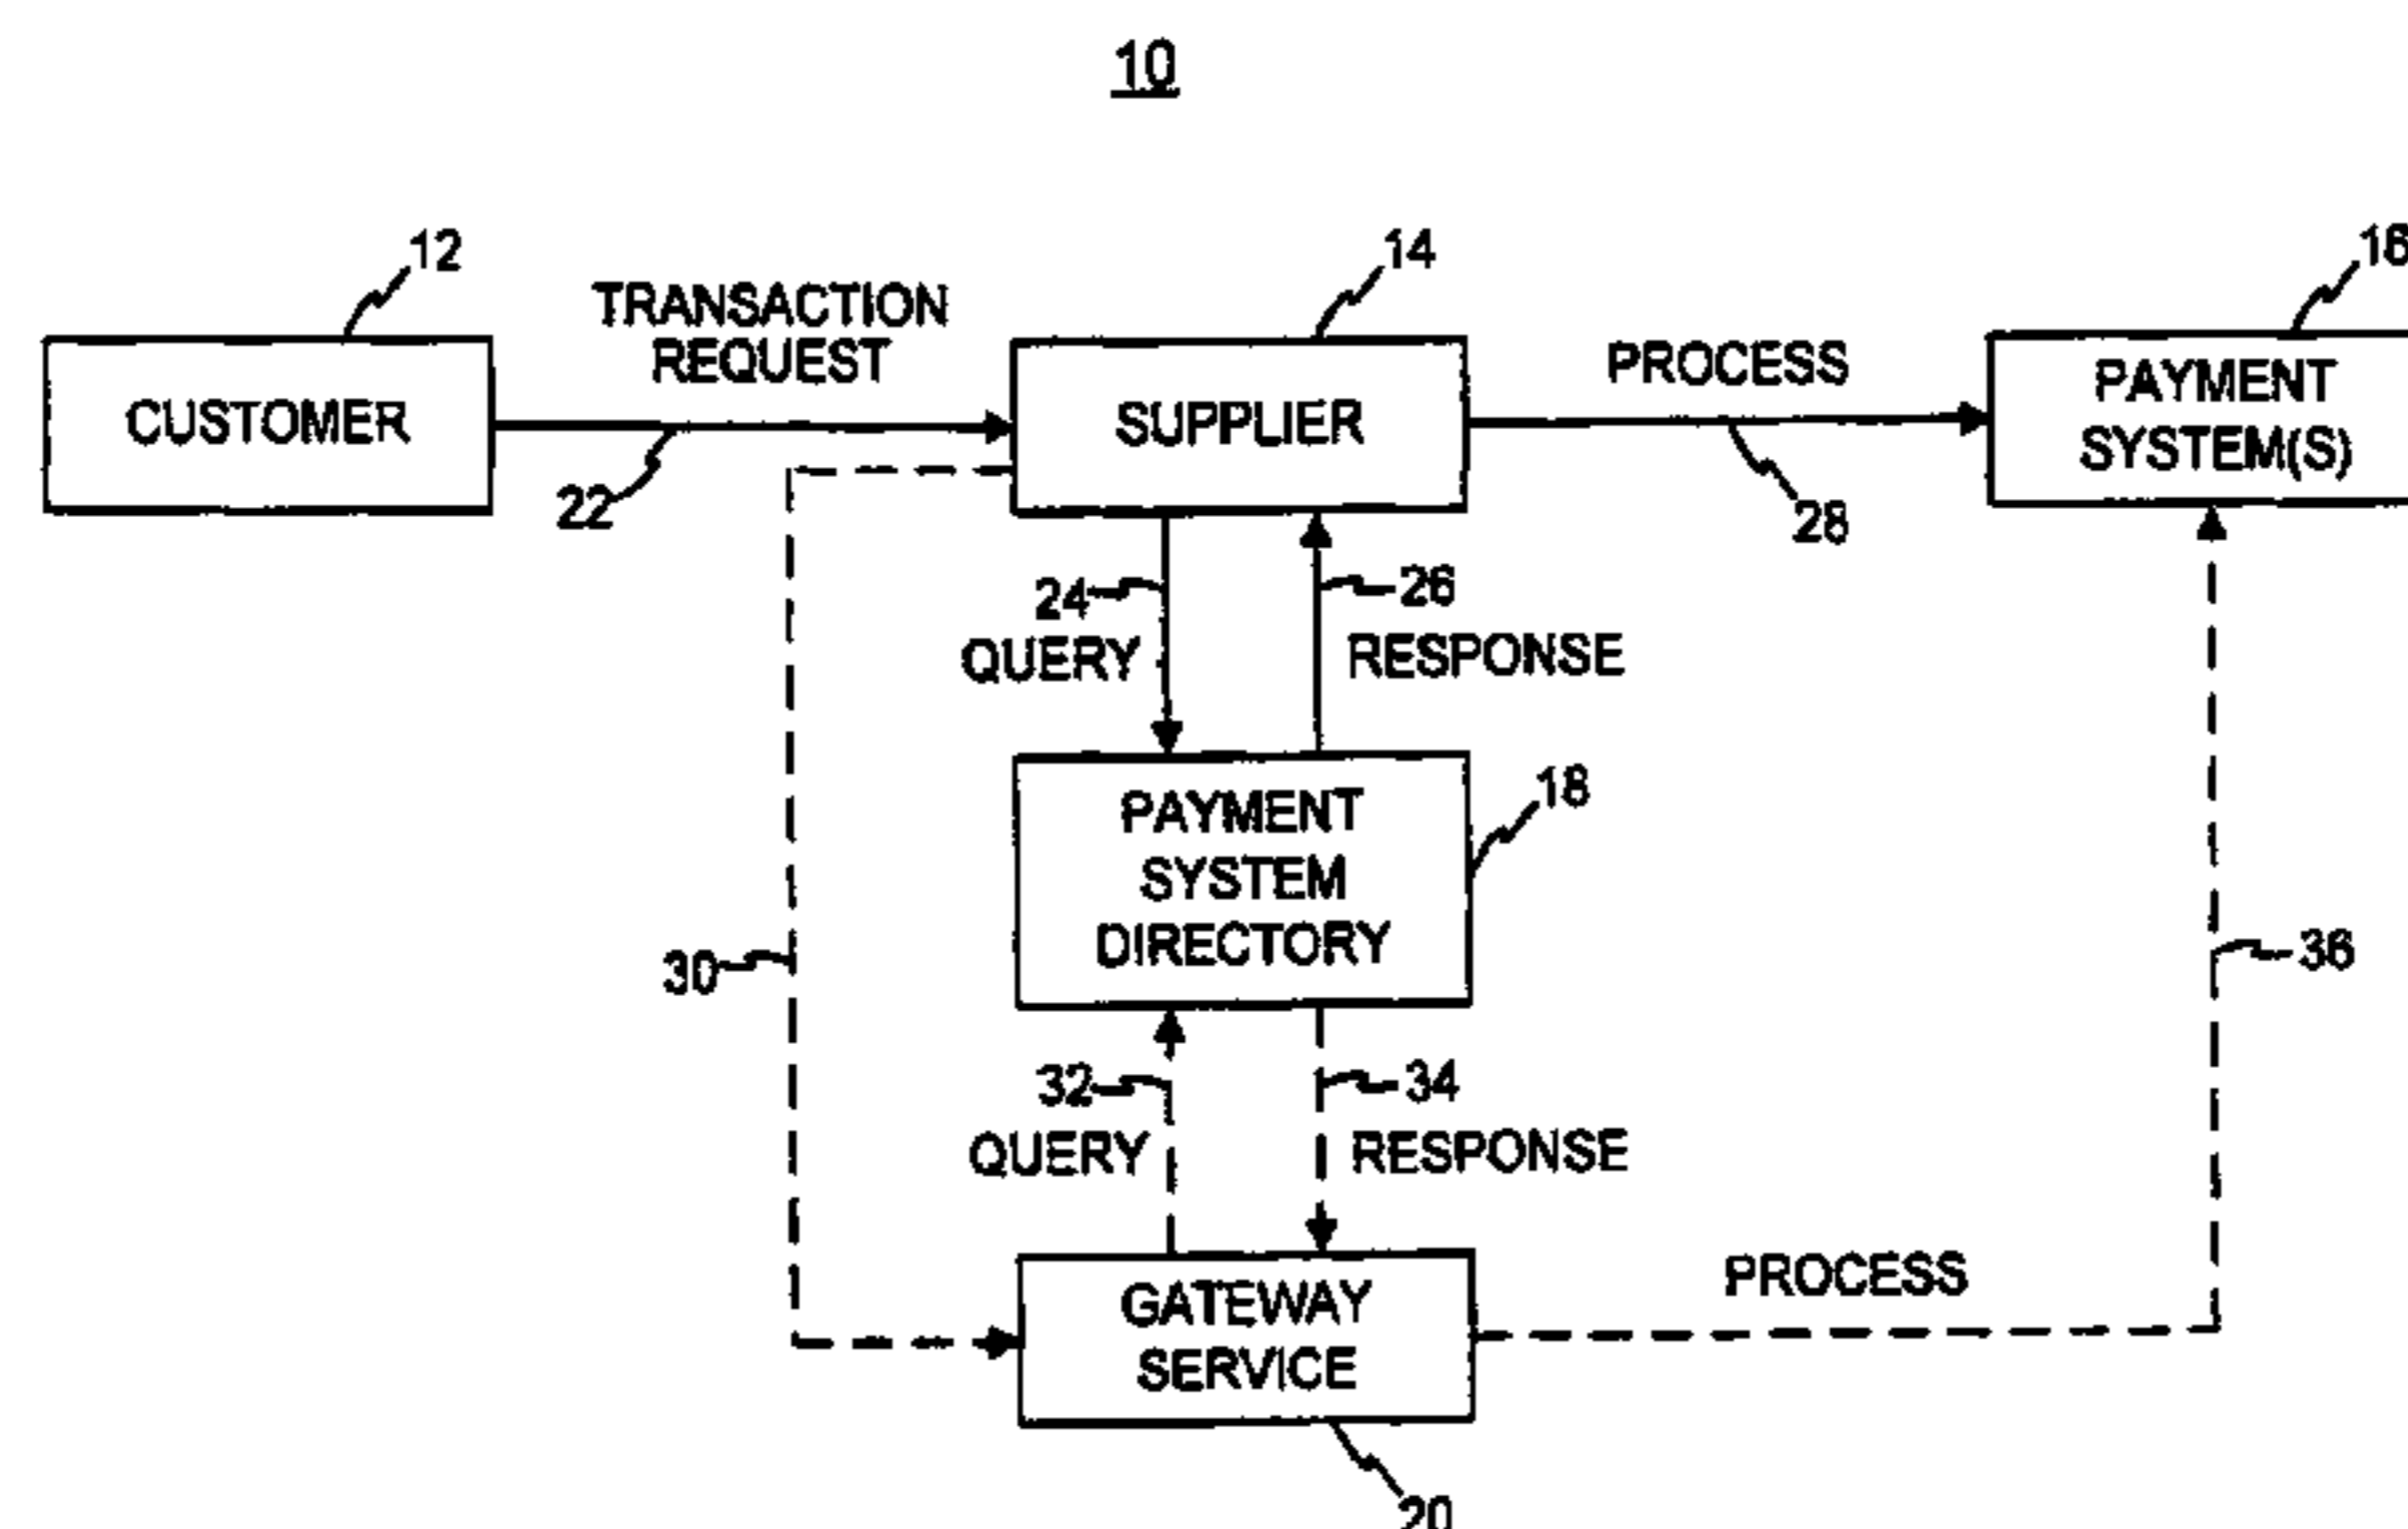 10
12
14
16
TRANSACTION
REQUEST
PROCESS
CUSTOMER
SUPPLIER
PAYMENT
SYSTEM(S)
22
28
24
26
QUERY
RESPONSE
PAYMENT
SYSTEM
DIRECTORY
18
30
36
32
34
QUERY
RESPONSE
GATEWAY
SERVICE
PROCESS
20